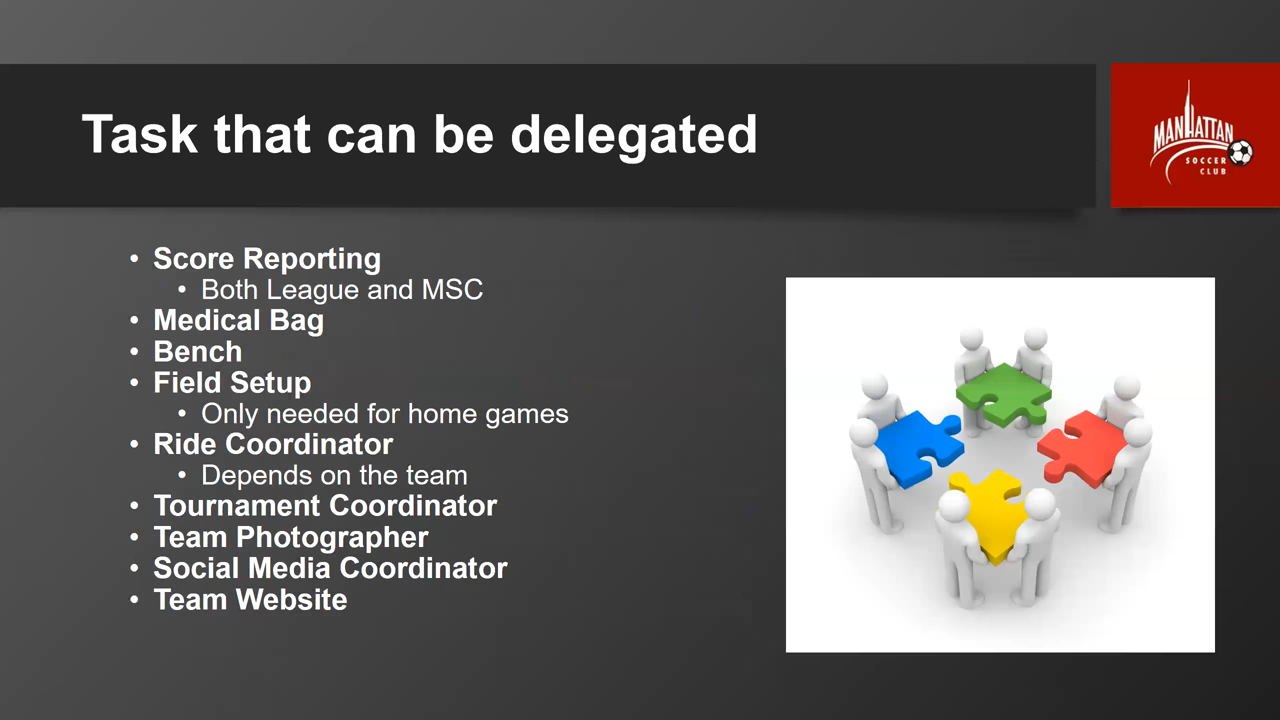 Task that can be delegated
MANHATTAN
SOCCER
CLUB
• Score Reporting
• Both League and MSC
• Medical Bag
• Bench
• Field Setup
• Only needed for home games
• Ride Coordinator
• Depends on the team
• Tournament Coordinator
• Team Photographer
• Social Media Coordinator
• Team Website